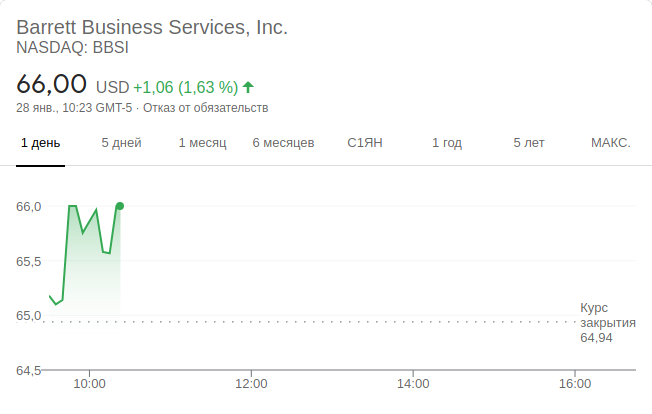 Barrett Business Services, Inc.
NASDAQ: BBSI
66,00 USD +1,06 (1,63 %)
28 янв., 10:23 GMT-5 · Отказ от обязательств
1 день 5 дней 1 месяц 6 месяцев С1ЯН 1 год 5 лет МАКС.
66,0
65,5
65,0
Курс
закрытия
64,94
64,5
10:00 12:00 14:00 16:00